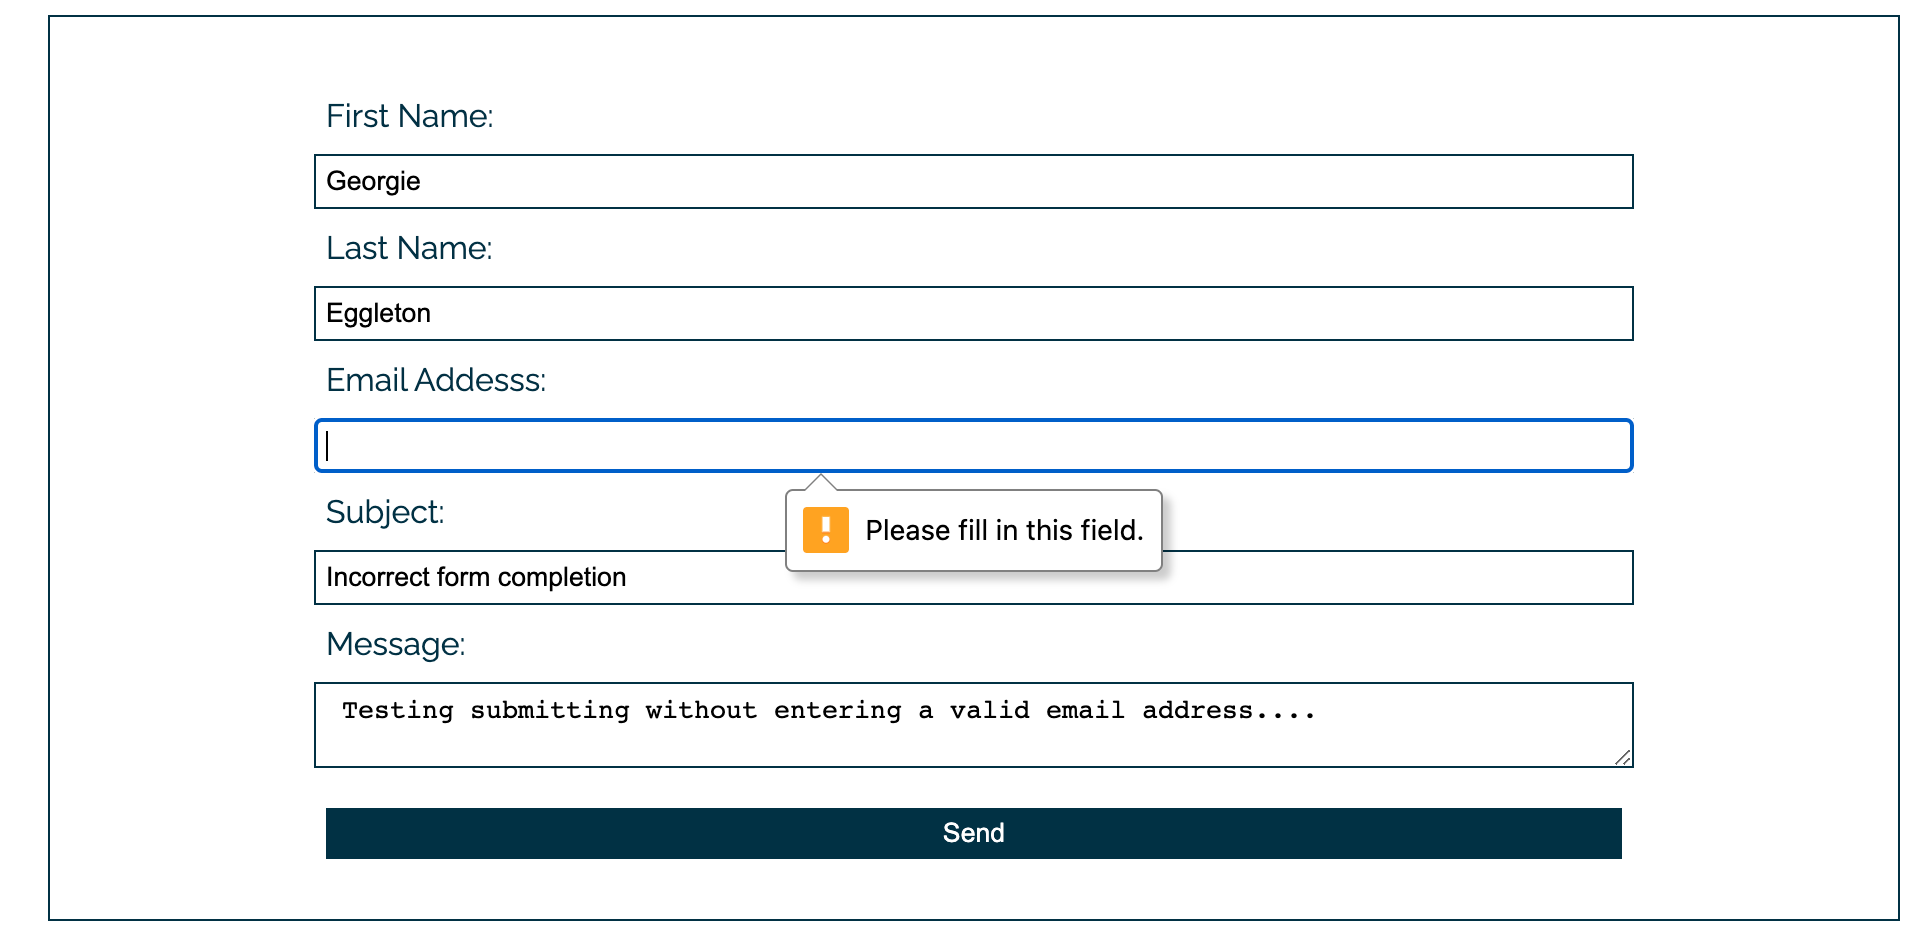 First Name:
Georgie
Last Name:
Eggleton
Email Addesss:
Subject:
Please fill in this field.
Incorrect form completion
Message:
Testing submitting without entering a valid email address....
Send